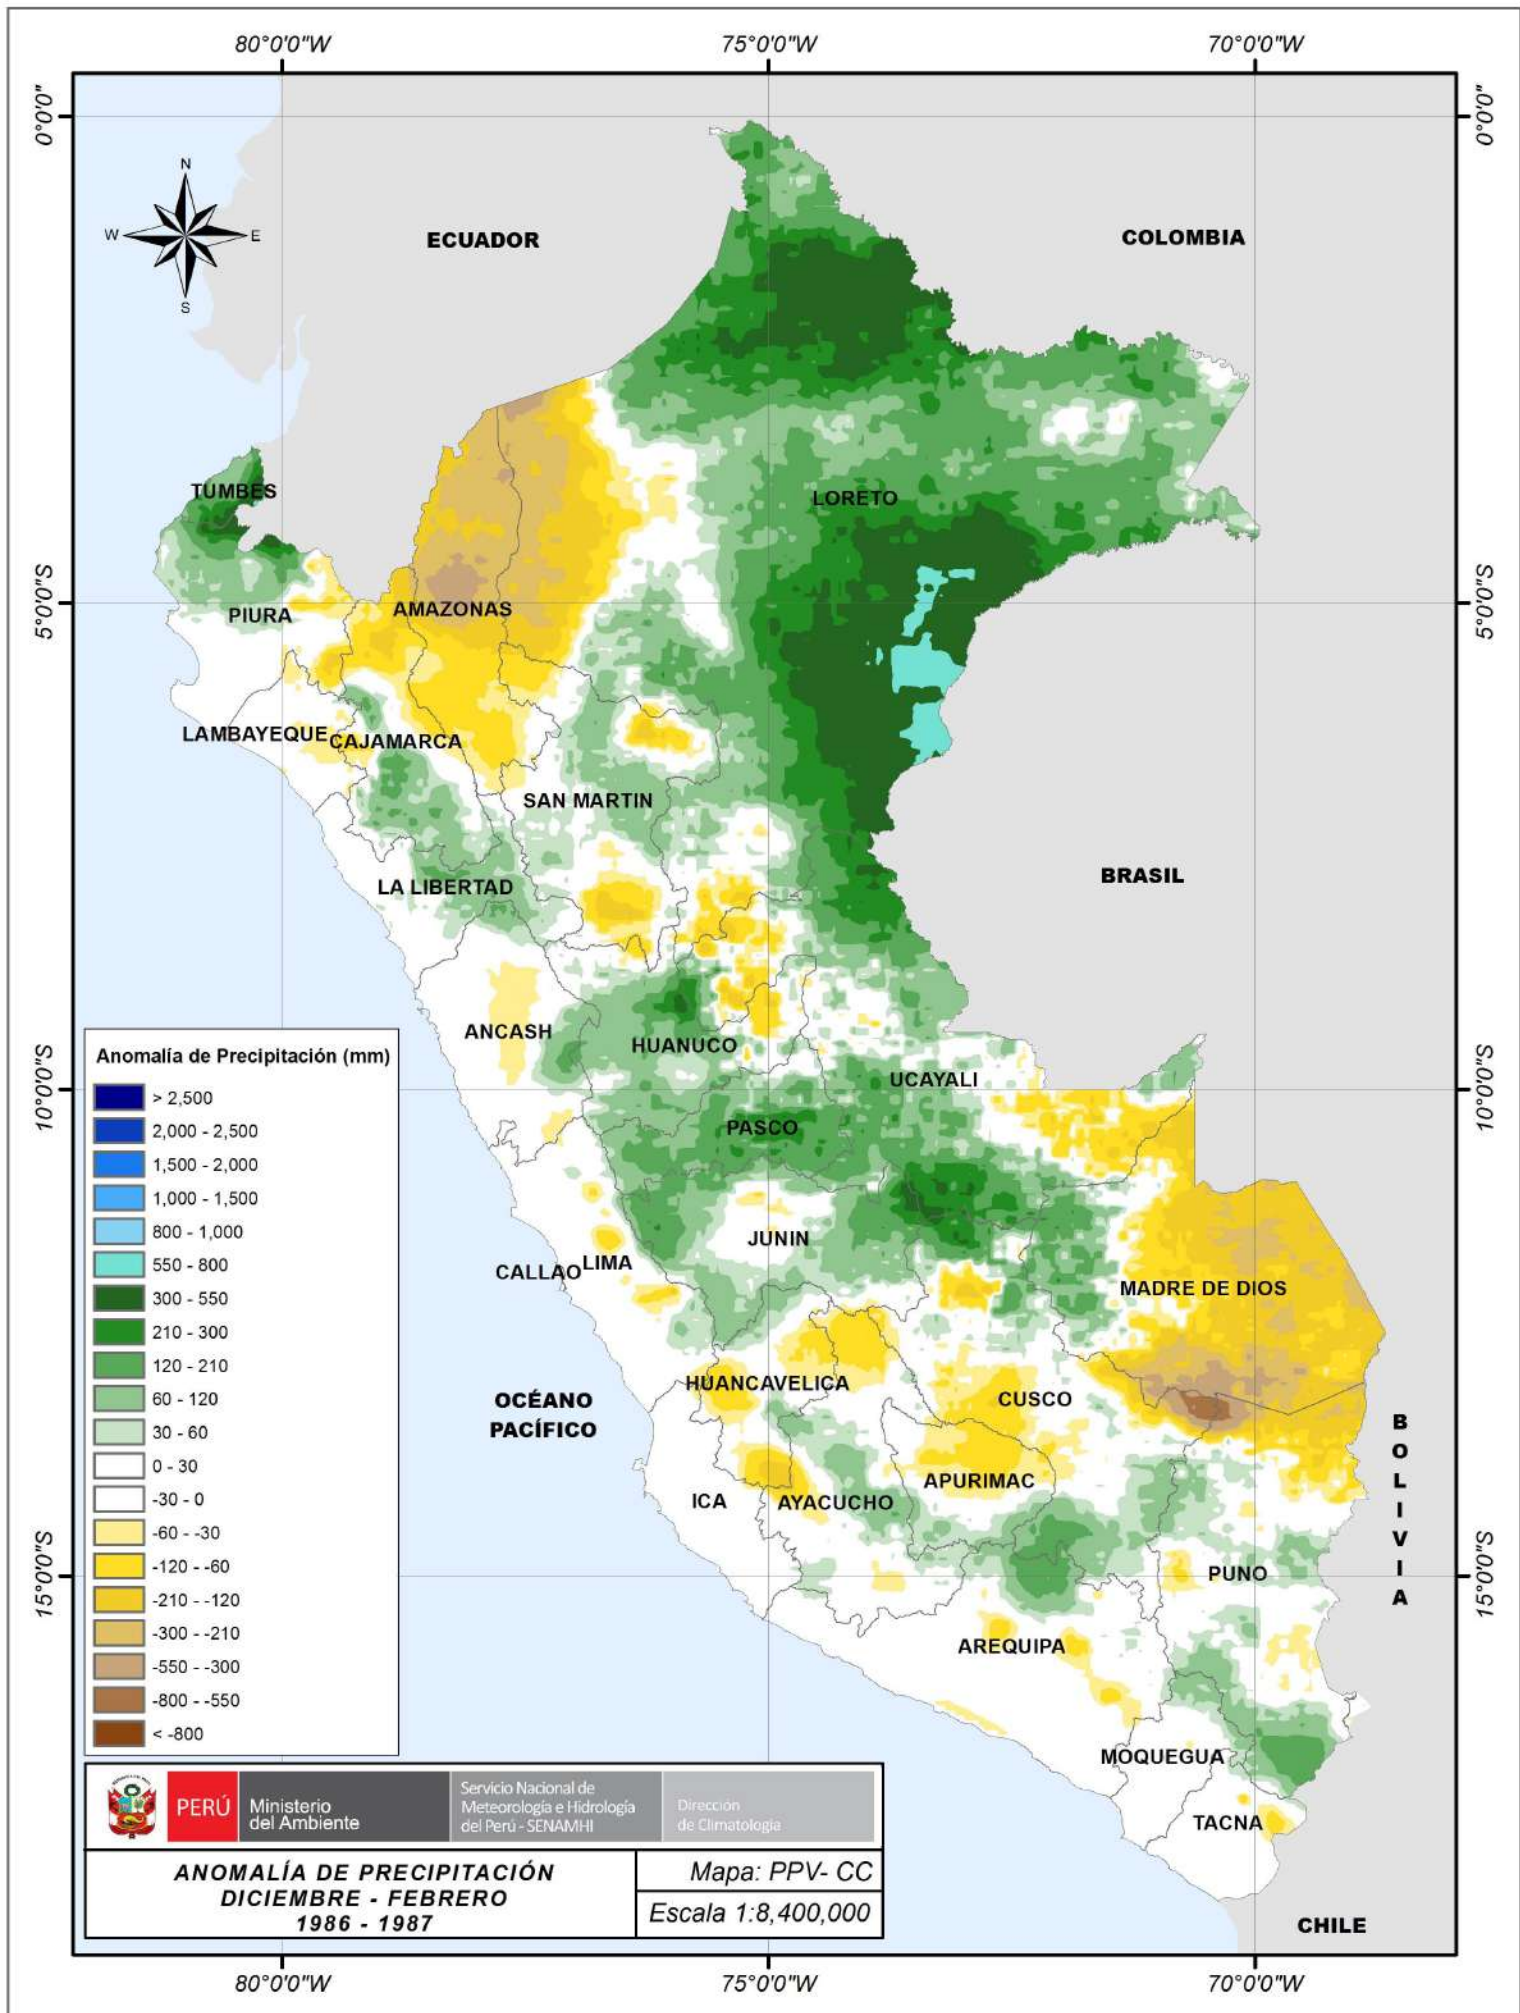 80°0'0"W
75°0'0"W
70°0'0"W
0°0'0"
0°0'0"
N
W
E
S
ECUADOR
COLOMBIA
TUMBES
LORETO
5°0'0"S
5°0'0"S
PIURA
AMAZONAS
LAMBAYEQUE
CAJAMARCA
SAN MARTIN
LA LIBERTAD
BRASIL
ANCASH
HUANUCO
UCAYALI
10°0'0"S
10°0'0"S
PASCO
JUNIN
LIMA
CALLAO
MADRE DE DIOS
HUANCAVELICA
CUSCO
OCÉANO
PACÍFICO
BOLIVIA
APURIMAC
ICA
AYACUCHO
15°0'0"S
15°0'0"S
PUNO
AREQUIPA
MOQUEGUA
TACNA
CHILE
Anomalía de Precipitación (mm)
> 2,500
2,000 - 2,500
1,500 - 2,000
1,000 - 1,500
800 - 1,000
550 - 800
300 - 550
210 - 300
120 - 210
60 - 120
30 - 60
0 - 30
-30 - 0
-60 - -30
-120 - -60
-210 - -120
-300 - -210
-550 - -300
-800 - -550
< -800
PERÚ
Ministerio
del Ambiente
Servicio Nacional de
Meteorología e Hidrología
del Perú - SENAMHI
Dirección
de Climatología
ANOMALÍA DE PRECIPITACIÓN
DICIEMBRE - FEBRERO
1986 - 1987
Mapa: PPV- CC
Escala 1:8,400,000
80°0'0"W
75°0'0"W
70°0'0"W